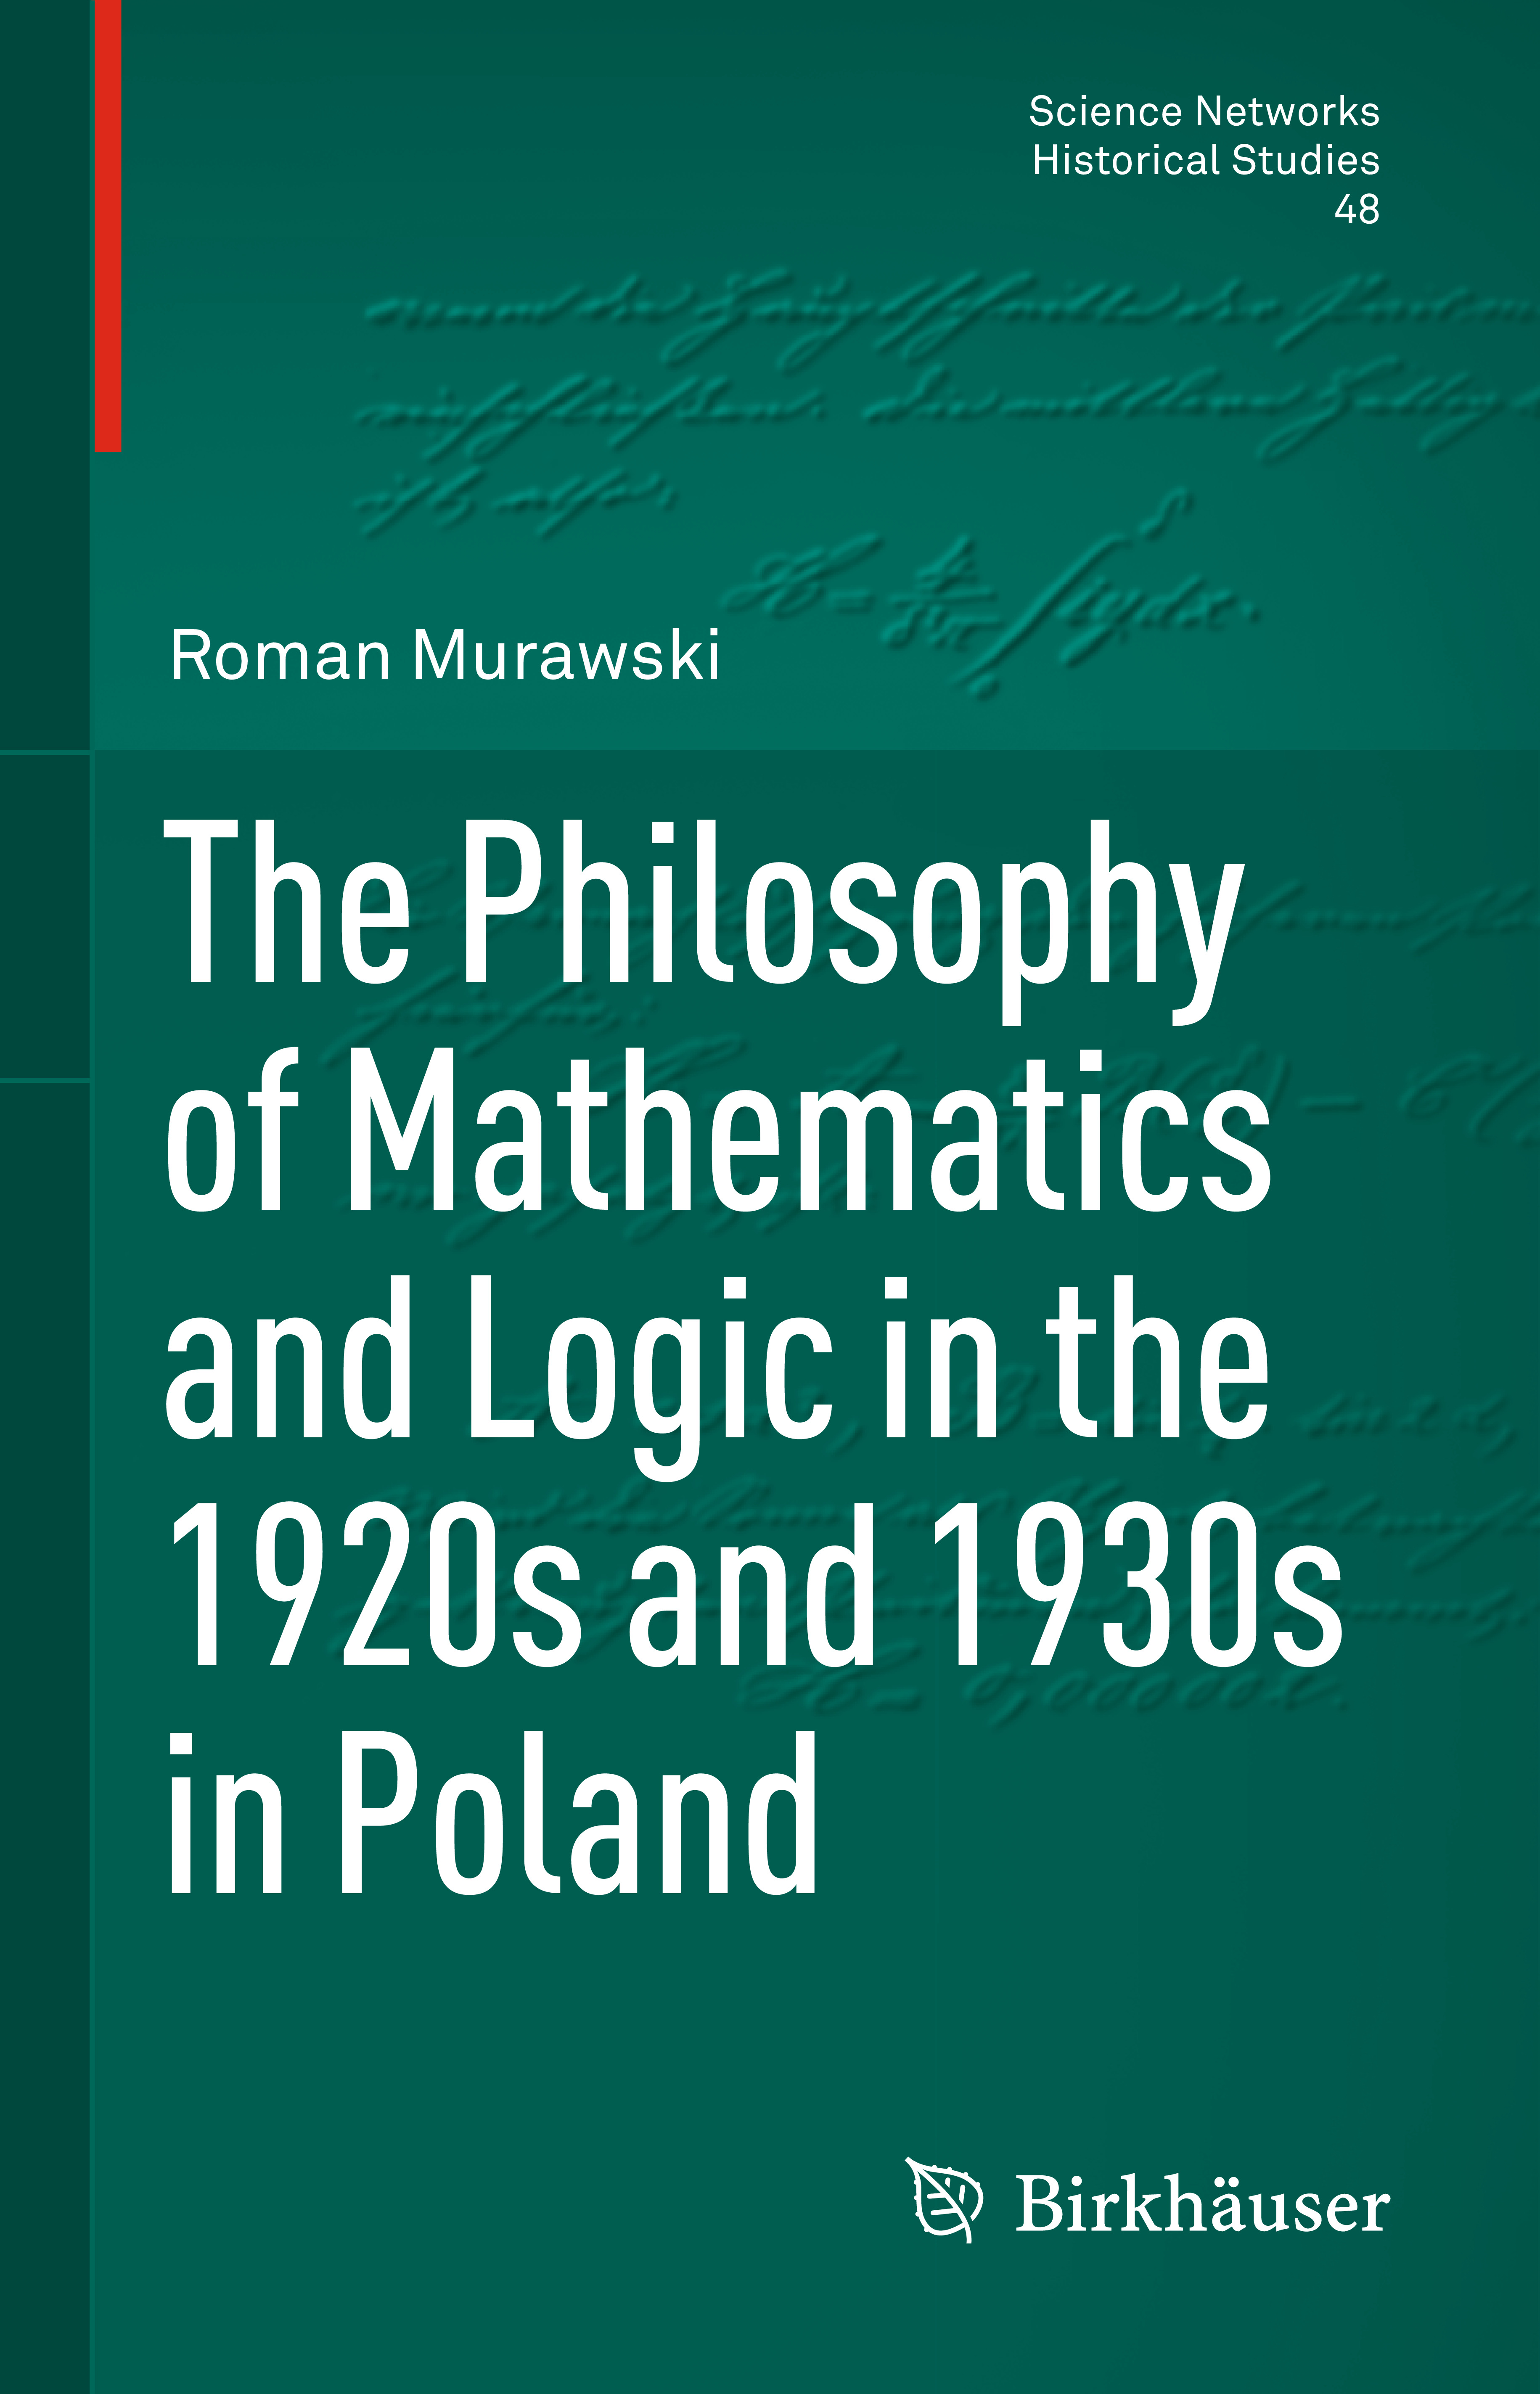 Science Networks
Historical Studies
48
Roman Murawski
The Philosophy
of Mathematics
and Logic in the
1920s and 1930s
in Poland
Birkhäuser